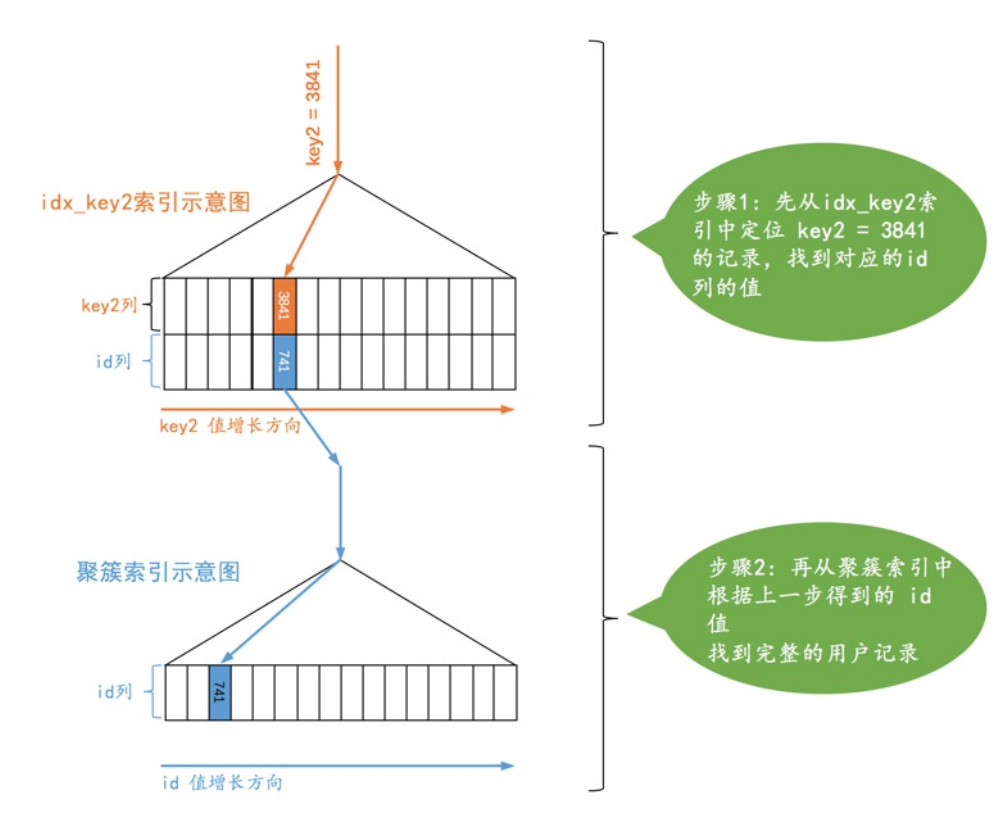 key2 = 3841
idx_key2索引示意图
步骤1：先从idx_key2索
引中定位 key2 = 3841
的记录，找到对应的id
列的值
key2列
3841
id列
741
key2 值增长方向
聚簇索引示意图
步骤2：再从聚簇索引中
根据上一步得到的 id
值
找到完整的用户记录
id列
741
id 值增长方向